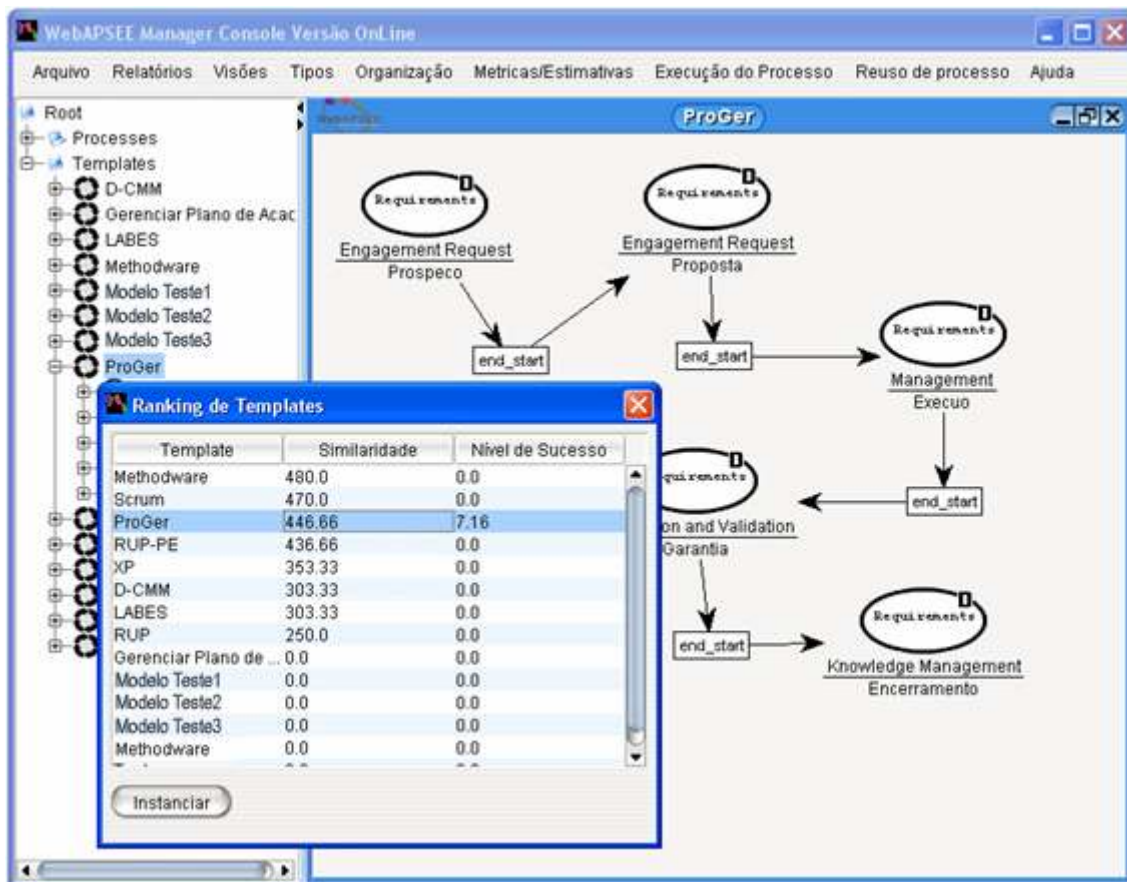 WebAPSEE Manager Console Versão OnLine
Arquivo Relatórios Visões Tipos Organização Metricas/Estimativas Execução do Processo Reuso de processo Ajuda
Root
Processes
Templates
D-CMM
Gerenciar Plano de Acac
LABES
Methodware
Modelo Teste1
Modelo Teste2
Modelo Teste3
ProGer
ProGer
Requirements
Engagement Request
Prospeco
Requirements
Engagement Request
Proposta
end_start
end_start
Requirements
Management
Execuo
end_start
quirements
on and Validation
Garantia
end_start
Requirements
Knowledge Management
Encerramento
Ranking de Templates
Template Similaridade Nível de Sucesso
Methodware 480.0 0.0
Scrum 470.0 0.0
ProGer 446.66 7.16
RUP-PE 436.66 0.0
XP 353.33 0.0
D-CMM 303.33 0.0
LABES 303.33 0.0
RUP 250.0 0.0
Gerenciar Plano de ... 0.0 0.0
Modelo Teste1 0.0 0.0
Modelo Teste2 0.0 0.0
Modelo Teste3 0.0 0.0
Methodware 0.0 0.0
Instanciar